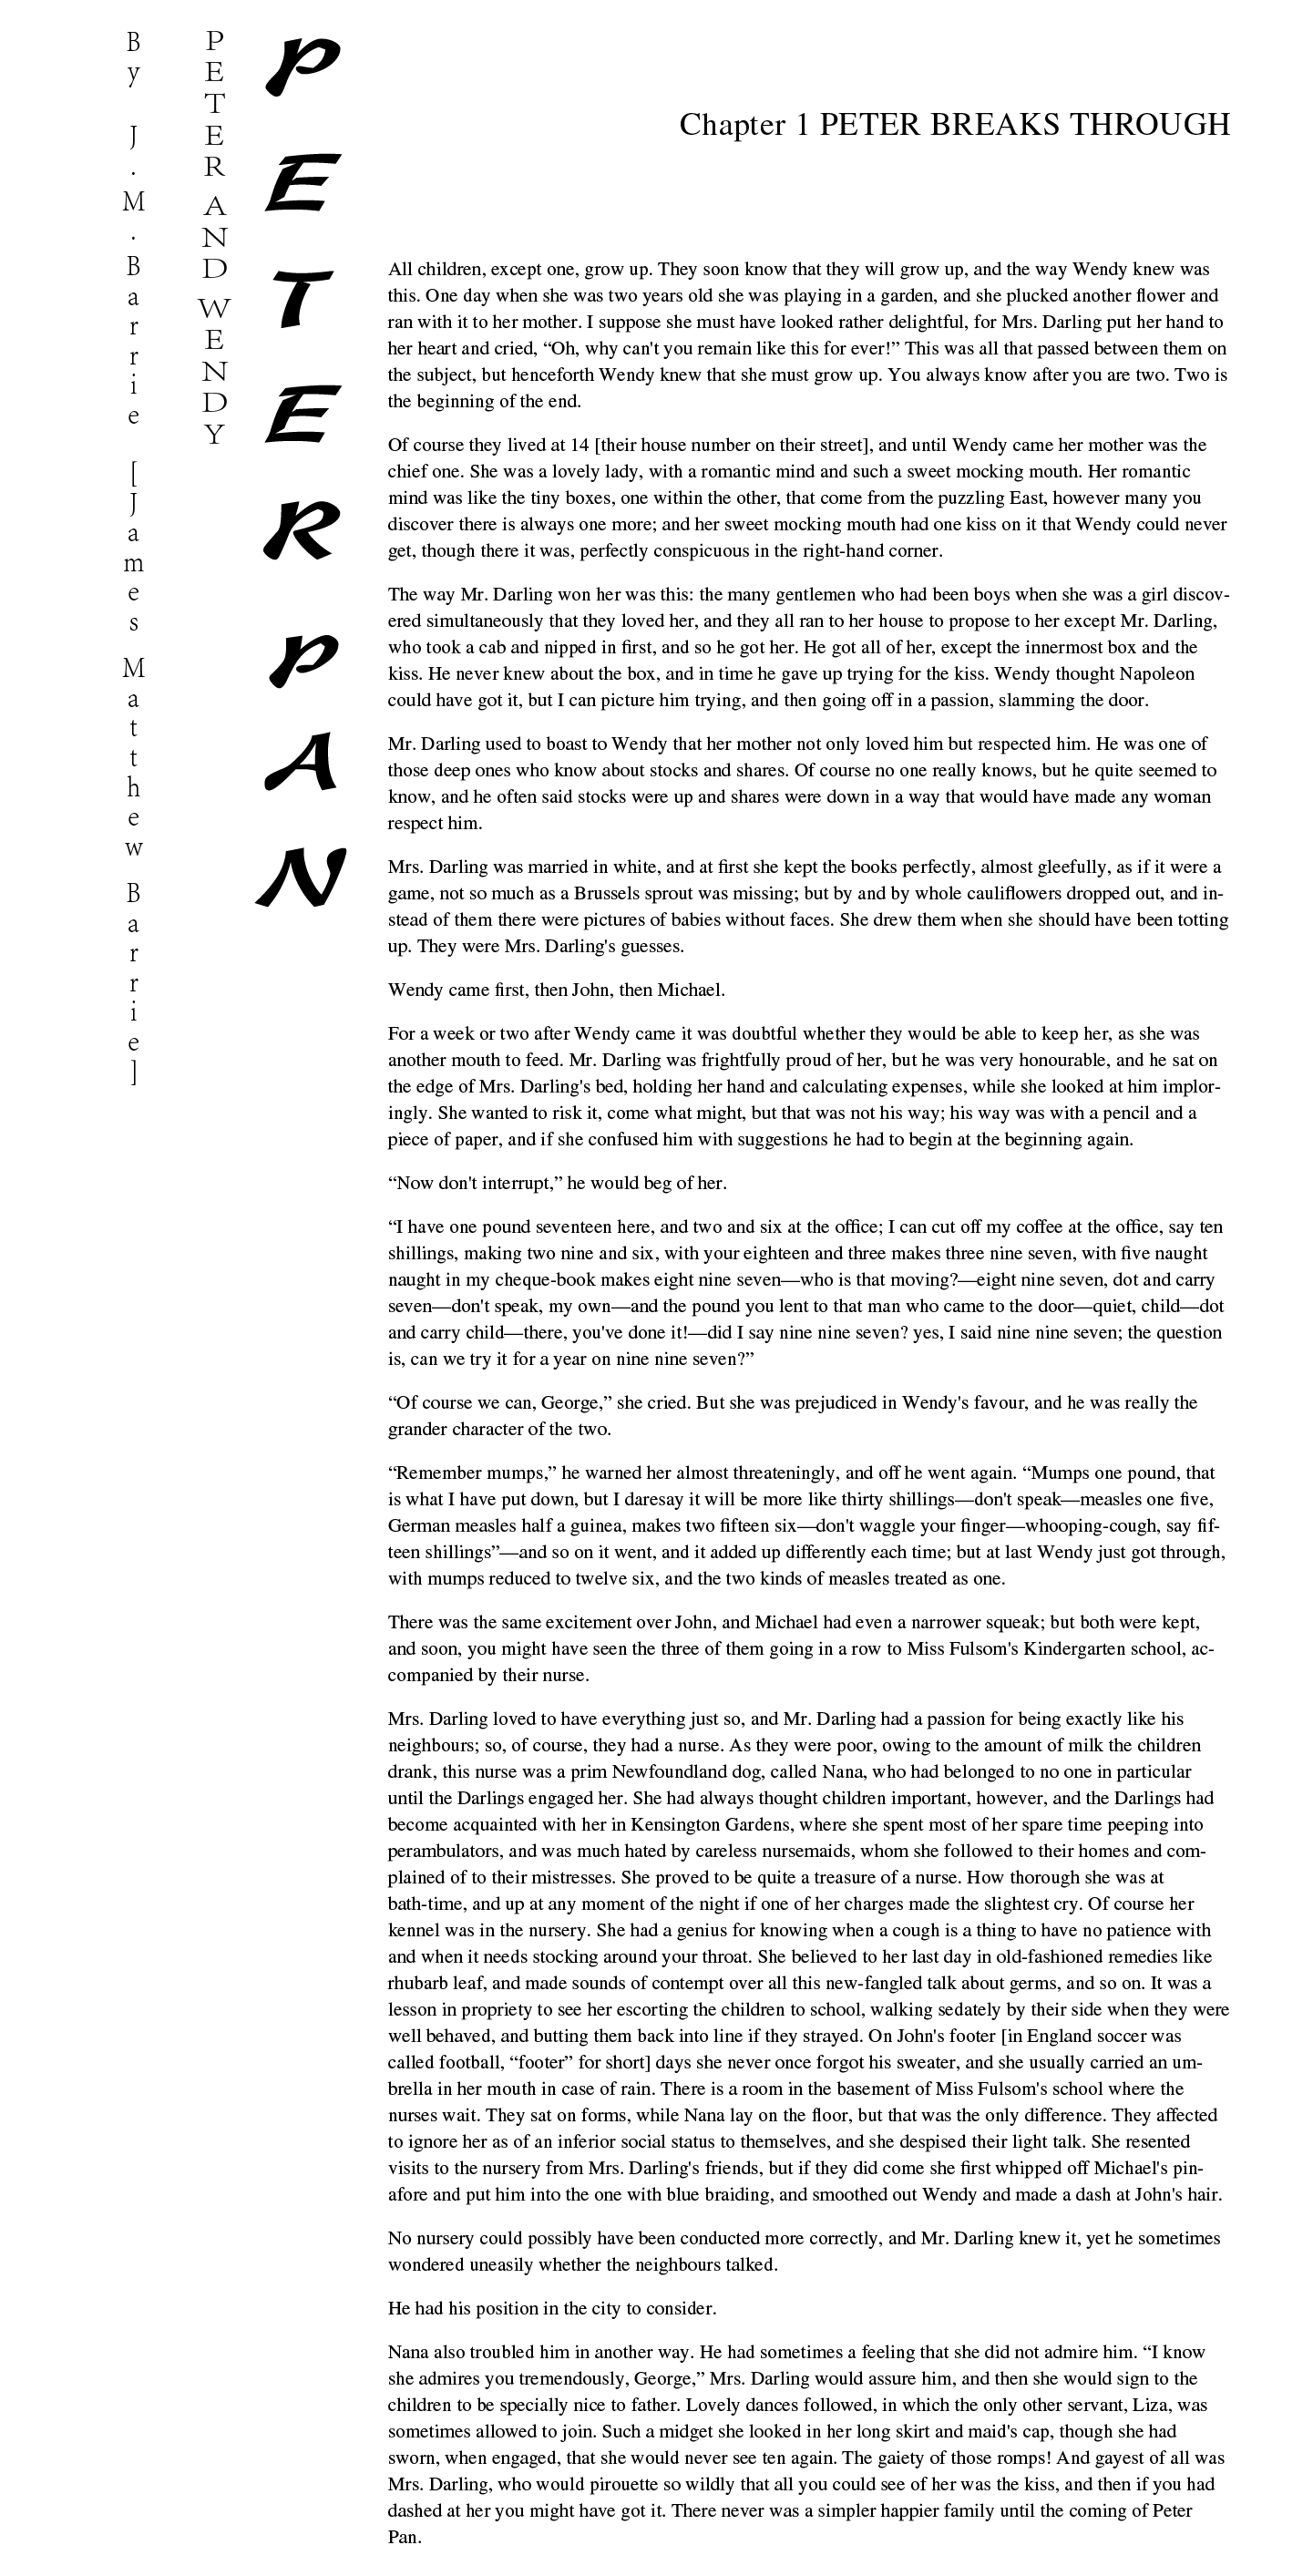 PETER PAN
PETER AND WENDY
By J.M.Barrie [James Matthew Barrie]
Chapter 1 PETER BREAKS THROUGH
All children, except one, grow up. They soon know that they will grow up, and the way Wendy knew was
this. One day when she was two years old she was playing in a garden, and she plucked another flower and
ran with it to her mother. I suppose she must have looked rather delightful, for Mrs. Darling put her hand to
her heart and cried, “Oh, why can't you remain like this for ever!” This was all that passed between them on
the subject, but henceforth Wendy knew that she must grow up. You always know after you are two. Two is
the beginning of the end.
Of course they lived at 14 [their house number on their street], and until Wendy came her mother was the
chief one. She was a lovely lady, with a romantic mind and such a sweet mocking mouth. Her romantic
mind was like the tiny boxes, one within the other, that come from the puzzling East, however many you
discover there is always one more; and her sweet mocking mouth had one kiss on it that Wendy could never
get, though there it was, perfectly conspicuous in the right-hand corner.
The way Mr. Darling won her was this: the many gentlemen who had been boys when she was a girl discov-
ered simultaneously that they loved her, and they all ran to her house to propose to her except Mr. Darling,
who took a cab and nipped in first, and so he got her. He got all of her, except the innermost box and the
kiss. He never knew about the box, and in time he gave up trying for the kiss. Wendy thought Napoleon
could have got it, but I can picture him trying, and then going off in a passion, slamming the door.
Mr. Darling used to boast to Wendy that her mother not only loved him but respected him. He was one of
those deep ones who know about stocks and shares. Of course no one really knows, but he quite seemed to
know, and he often said stocks were up and shares were down in a way that would have made any woman
respect him.
Mrs. Darling was married in white, and at first she kept the books perfectly, almost gleefully, as if it were a
game, not so much as a Brussels sprout was missing; but by and by whole cauliflowers dropped out, and in-
stead of them there were pictures of babies without faces. She drew them when she should have been totting
up. They were Mrs. Darling's guesses.
Wendy came first, then John, then Michael.
For a week or two after Wendy came it was doubtful whether they would be able to keep her, as she was
another mouth to feed. Mr. Darling was frightfully proud of her, but he was very honourable, and he sat on
the edge of Mrs. Darling's bed, holding her hand and calculating expenses, while she looked at him implor-
ingly. She wanted to risk it, come what might, but that was not his way; his way was with a pencil and a
piece of paper, and if she confused him with suggestions he had to begin at the beginning again.
“Now don't interrupt,” he would beg of her.
“I have one pound seventeen here, and two and six at the office; I can cut off my coffee at the office, say ten
shillings, making two nine and six, with your eighteen and three makes three nine seven, with five naught
naught in my cheque-book makes eight nine seven—who is that moving?—eight nine seven, dot and carry
seven—don't speak, my own—and the pound you lent to that man who came to the door—quiet, child—dot
and carry child—there, you've done it!—did I say nine nine seven? yes, I said nine nine seven; the question
is, can we try it for a year on nine nine seven?”
“Of course we can, George,” she cried. But she was prejudiced in Wendy's favour, and he was really the
grander character of the two.
“Remember mumps,” he warned her almost threateningly, and off he went again. “Mumps one pound, that
is what I have put down, but I daresay it will be more like thirty shillings—don't speak—measles one five,
German measles half a guinea, makes two fifteen six—don't waggle your finger—whooping-cough, say fif-
teen shillings”—and so on it went, and it added up differently each time; but at last Wendy just got through,
with mumps reduced to twelve six, and the two kinds of measles treated as one.
There was the same excitement over John, and Michael had even a narrower squeak; but both were kept,
and soon, you might have seen the three of them going in a row to Miss Fulsom's Kindergarten school, ac-
companied by their nurse.
Mrs. Darling loved to have everything just so, and Mr. Darling had a passion for being exactly like his
neighbours; so, of course, they had a nurse. As they were poor, owing to the amount of milk the children
drank, this nurse was a prim Newfoundland dog, called Nana, who had belonged to no one in particular
until the Darlings engaged her. She had always thought children important, however, and the Darlings had
become acquainted with her in Kensington Gardens, where she spent most of her spare time peeping into
perambulators, and was much hated by careless nursemaids, whom she followed to their homes and com-
plained of to their mistresses. She proved to be quite a treasure of a nurse. How thorough she was at
bath-time, and up at any moment of the night if one of her charges made the slightest cry. Of course her
kennel was in the nursery. She had a genius for knowing when a cough is a thing to have no patience with
and when it needs stocking around your throat. She believed to her last day in old-fashioned remedies like
rhubarb leaf, and made sounds of contempt over all this new-fangled talk about germs, and so on. It was a
lesson in propriety to see her escorting the children to school, walking sedately by their side when they were
well behaved, and butting them back into line if they strayed. On John's footer [in England soccer was
called football, “footer” for short] days she never once forgot his sweater, and she usually carried an um-
brella in her mouth in case of rain. There is a room in the basement of Miss Fulsom's school where the
nurses wait. They sat on forms, while Nana lay on the floor, but that was the only difference. They affected
to ignore her as of an inferior social status to themselves, and she despised their light talk. She resented
visits to the nursery from Mrs. Darling's friends, but if they did come she first whipped off Michael's pin-
afore and put him into the one with blue braiding, and smoothed out Wendy and made a dash at John's hair.
No nursery could possibly have been conducted more correctly, and Mr. Darling knew it, yet he sometimes
wondered uneasily whether the neighbours talked.
He had his position in the city to consider.
Nana also troubled him in another way. He had sometimes a feeling that she did not admire him. “I know
she admires you tremendously, George,” Mrs. Darling would assure him, and then she would sign to the
children to be specially nice to father. Lovely dances followed, in which the only other servant, Liza, was
sometimes allowed to join. Such a midget she looked in her long skirt and maid's cap, though she had
sworn, when engaged, that she would never see ten again. The gaiety of those romps! And gayest of all was
Mrs. Darling, who would pirouette so wildly that all you could see of her was the kiss, and then if you had
dashed at her you might have got it. There never was a simpler happier family until the coming of Peter
Pan.